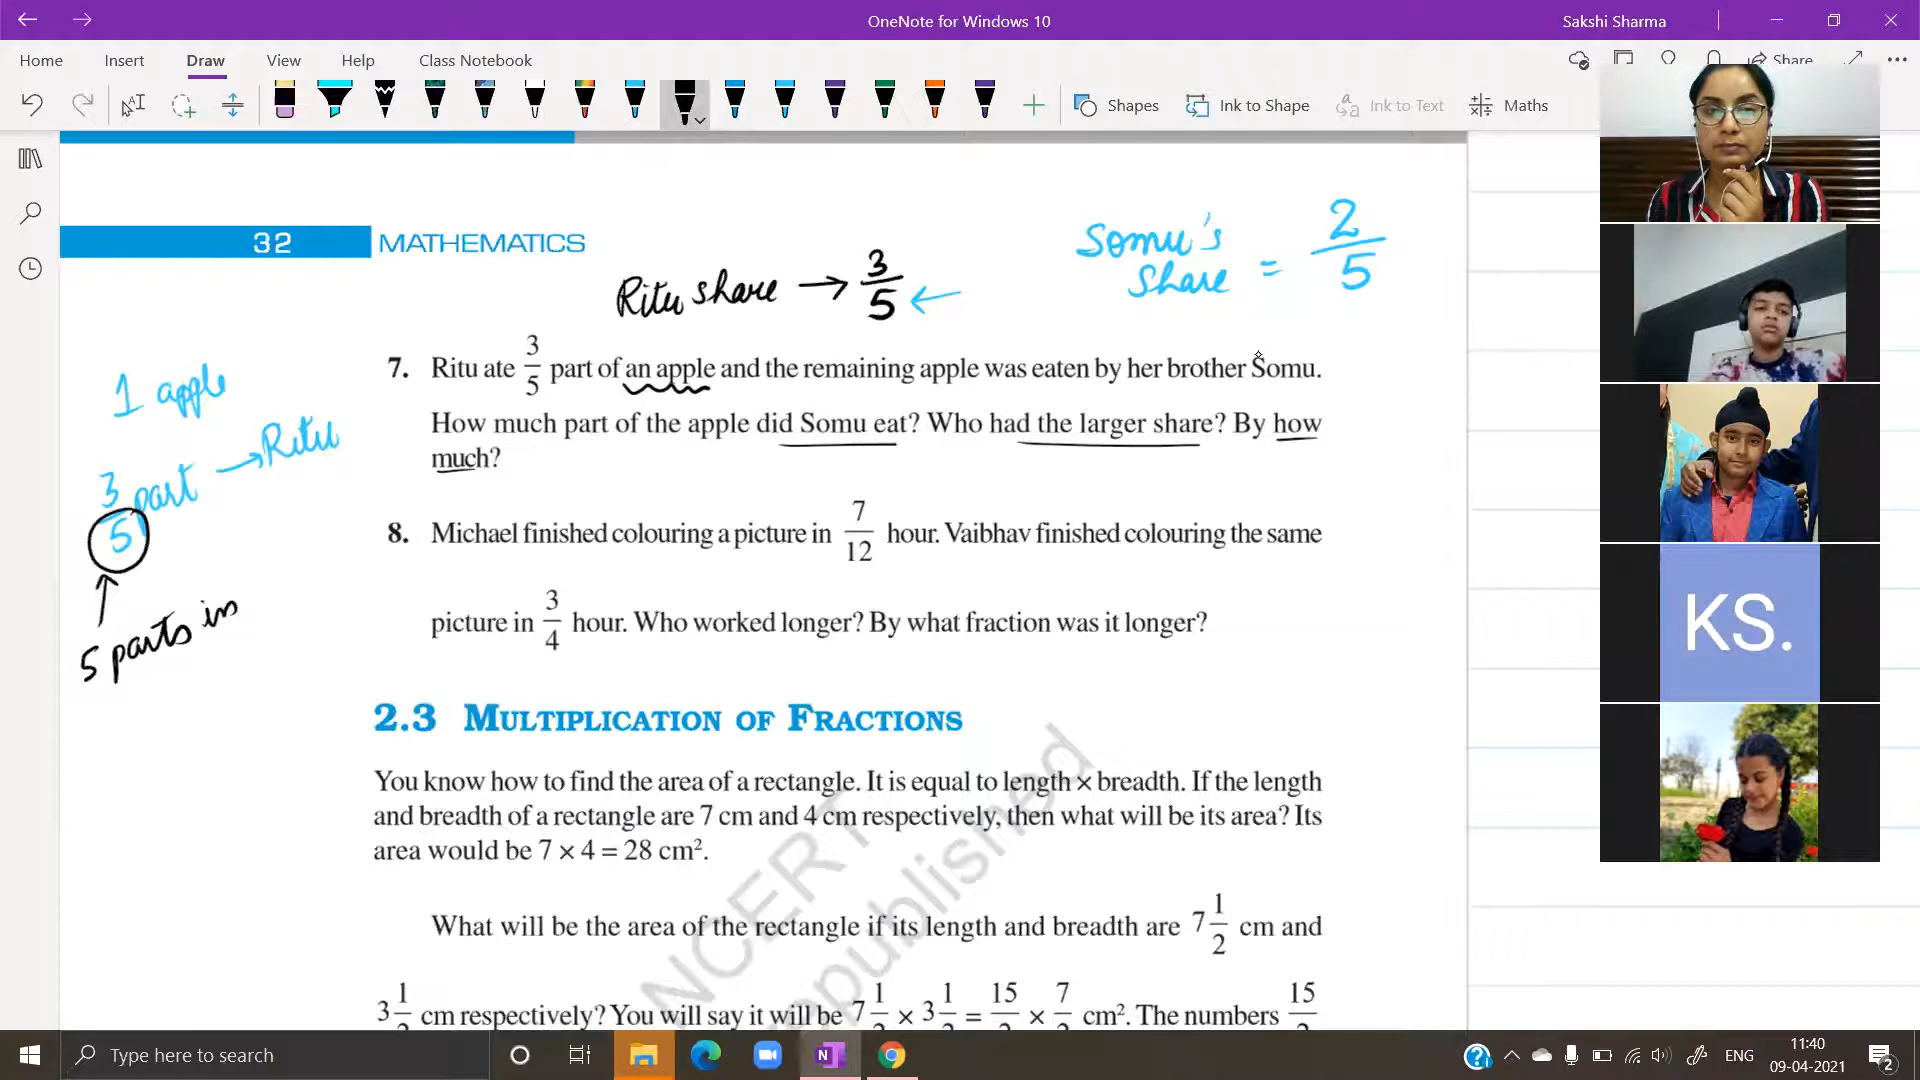 OneNote for Windows 10
Sakshi Sharma
Home Insert Draw View Help Class Notebook
Share
Shapes Ink to Shape Ink to Text Maths
32 MATHEMATICS
Ritu share → 3/5 ←
Somu's share = 2/5
1 apple
3/5 part → Ritu
5 parts in
7. Ritu ate 3/5 part of an apple and the remaining apple was eaten by her brother Somu.
How much part of the apple did Somu eat? Who had the larger share? By how
much?
8. Michael finished colouring a picture in 7/12 hour. Vaibhav finished colouring the same
picture in 3/4 hour. Who worked longer? By what fraction was it longer?
2.3 MULTIPLICATION OF FRACTIONS
You know how to find the area of a rectangle. It is equal to length × breadth. If the length
and breadth of a rectangle are 7 cm and 4 cm respectively, then what will be its area? Its
area would be 7 × 4 = 28 cm².
What will be the area of the rectangle if its length and breadth are 7 1/2 cm and
3 1/2 cm respectively? You will say it will be 7 1/2 × 3 1/2 = 15/2 × 7/2 cm². The numbers 15/2
NCERT
republished
KS.
Type here to search
ENG
11:40
09-04-2021
2